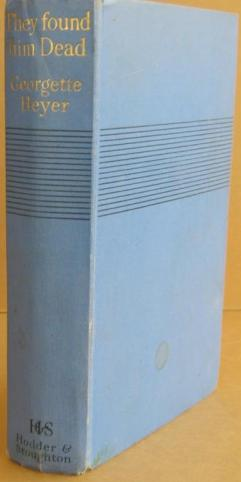 They found
him Dead
Georgette
Heyer
H&S
Hodder &
Stoughton